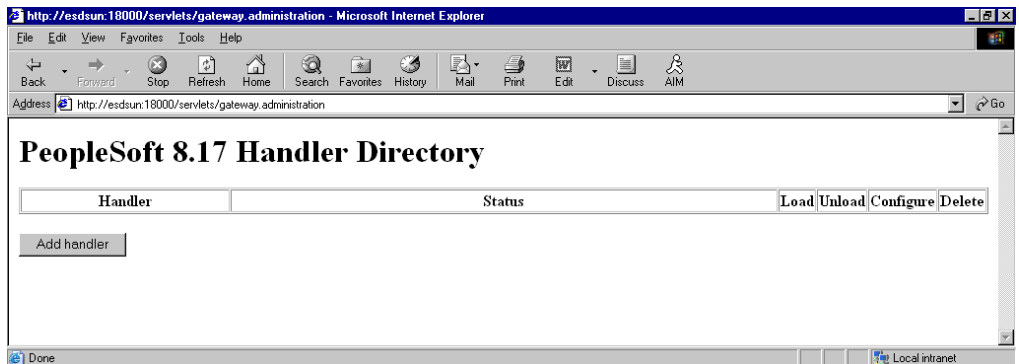 http://esdsun:18000/servlets/gateway.administration - Microsoft Internet Explorer
File Edit View Favorites Tools Help
Back Forward Stop Refresh Home Search Favorites History Mail Print Edit Discuss AIM
Address http://esdsun:18000/servlets/gateway.administration Go
PeopleSoft 8.17 Handler Directory
Handler Status Load Unload Configure Delete
Add handler
Done Local intranet